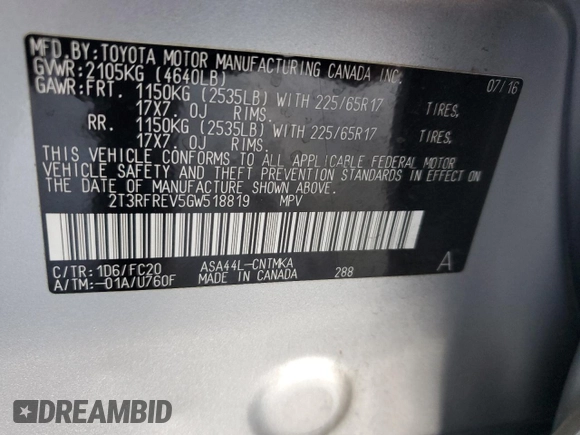 MFD.BY:TOYOTA MOTOR MANUFACTURING CANADA INC.
GVWR:2105KG (4640LB) 07/16
GAWR:FRT. 1150KG (2535LB) WITH 225/65R17 TIRES,
17X7.0J RIMS.
RR. 1150KG (2535LB) WITH 225/65R17 TIRES,
17X7.0J RIMS.
THIS VEHICLE CONFORMS TO ALL APPLICABLE FEDERAL MOTOR
VEHICLE SAFETY AND THEFT PREVENTION STANDARDS IN EFFECT ON
THE DATE OF MANUFACTURE SHOWN ABOVE.
2T3RFREV5GW518819 MPV
C/TR:1D6/FC20 ASA44L-CNTMKA A
A/TM:-01A/U760F MADE IN CANADA 288
DREAMBID